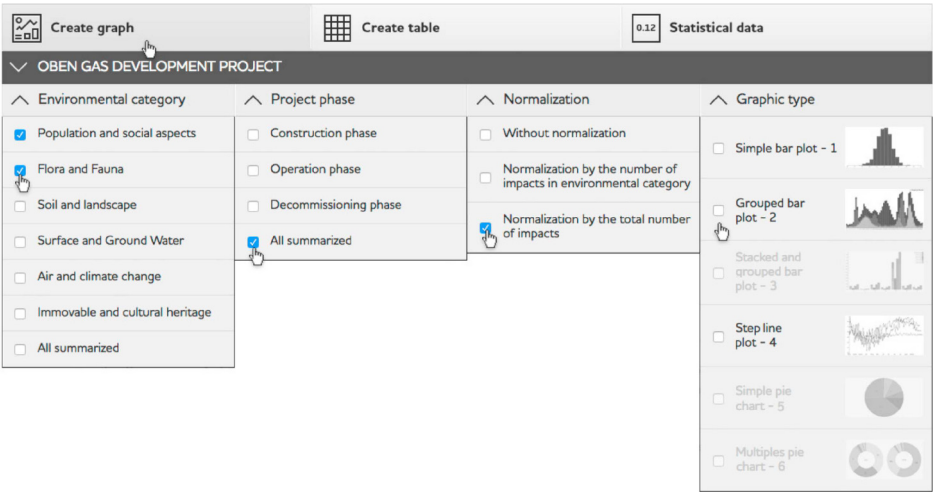 Create graph
Create table
0.12 Statistical data
OBEN GAS DEVELOPMENT PROJECT
Environmental category
Population and social aspects
Flora and Fauna
Soil and landscape
Surface and Ground Water
Air and climate change
Immovable and cultural heritage
All summarized
Project phase
Construction phase
Operation phase
Decommissioning phase
All summarized
Normalization
Without normalization
Normalization by the number of
impacts in environmental category
Normalization by the total number
of impacts
Graphic type
Simple bar plot - 1
Grouped bar
plot - 2
Stacked and
grouped bar
plot - 3
Step line
plot - 4
Simple pie
chart - 5
Multiples pie
chart - 6